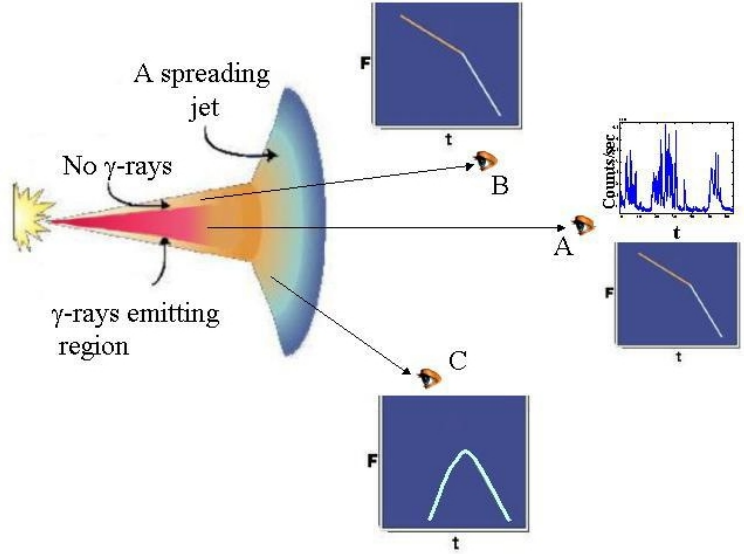 A spreading
jet
No γ-rays
γ-rays emitting
region
F
t
B
A
Counts/sec
t
F
t
C
F
t